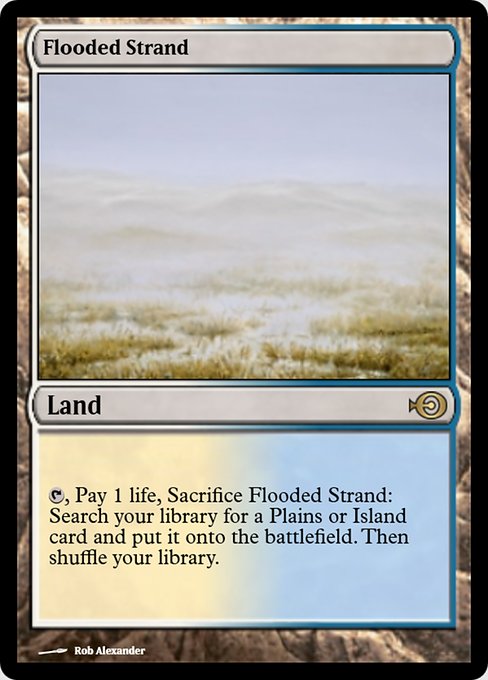 Flooded Strand
Land
, Pay 1 life, Sacrifice Flooded Strand:
Search your library for a Plains or Island
card and put it onto the battlefield. Then
shuffle your library.
Rob Alexander